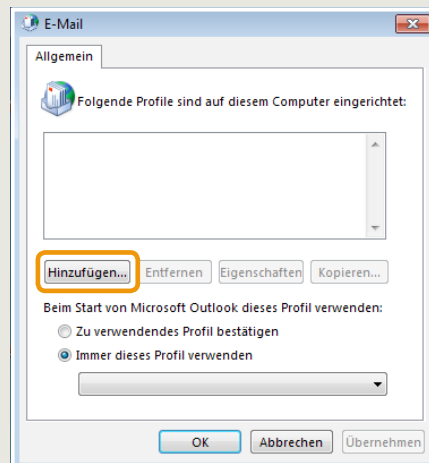 E-Mail
Allgemein
Folgende Profile sind auf diesem Computer eingerichtet:
Hinzufügen... Entfernen Eigenschaften Kopieren...
Beim Start von Microsoft Outlook dieses Profil verwenden:
Zu verwendendes Profil bestätigen
Immer dieses Profil verwenden
OK Abbrechen Übernehmen